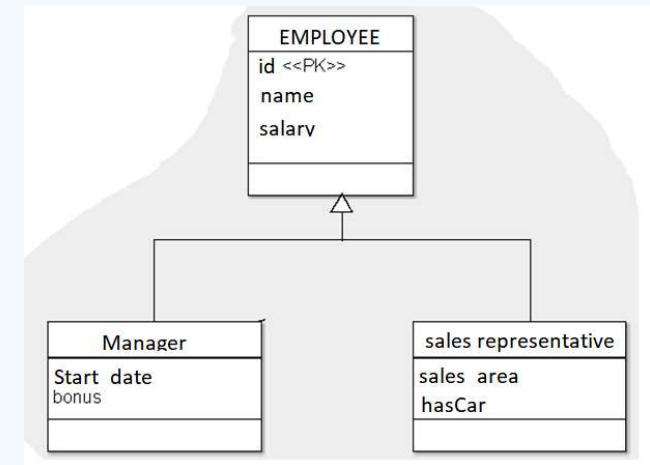 EMPLOYEE
id <<PK>>
name
salary
Manager
Start date
bonus
sales representative
sales area
hasCar